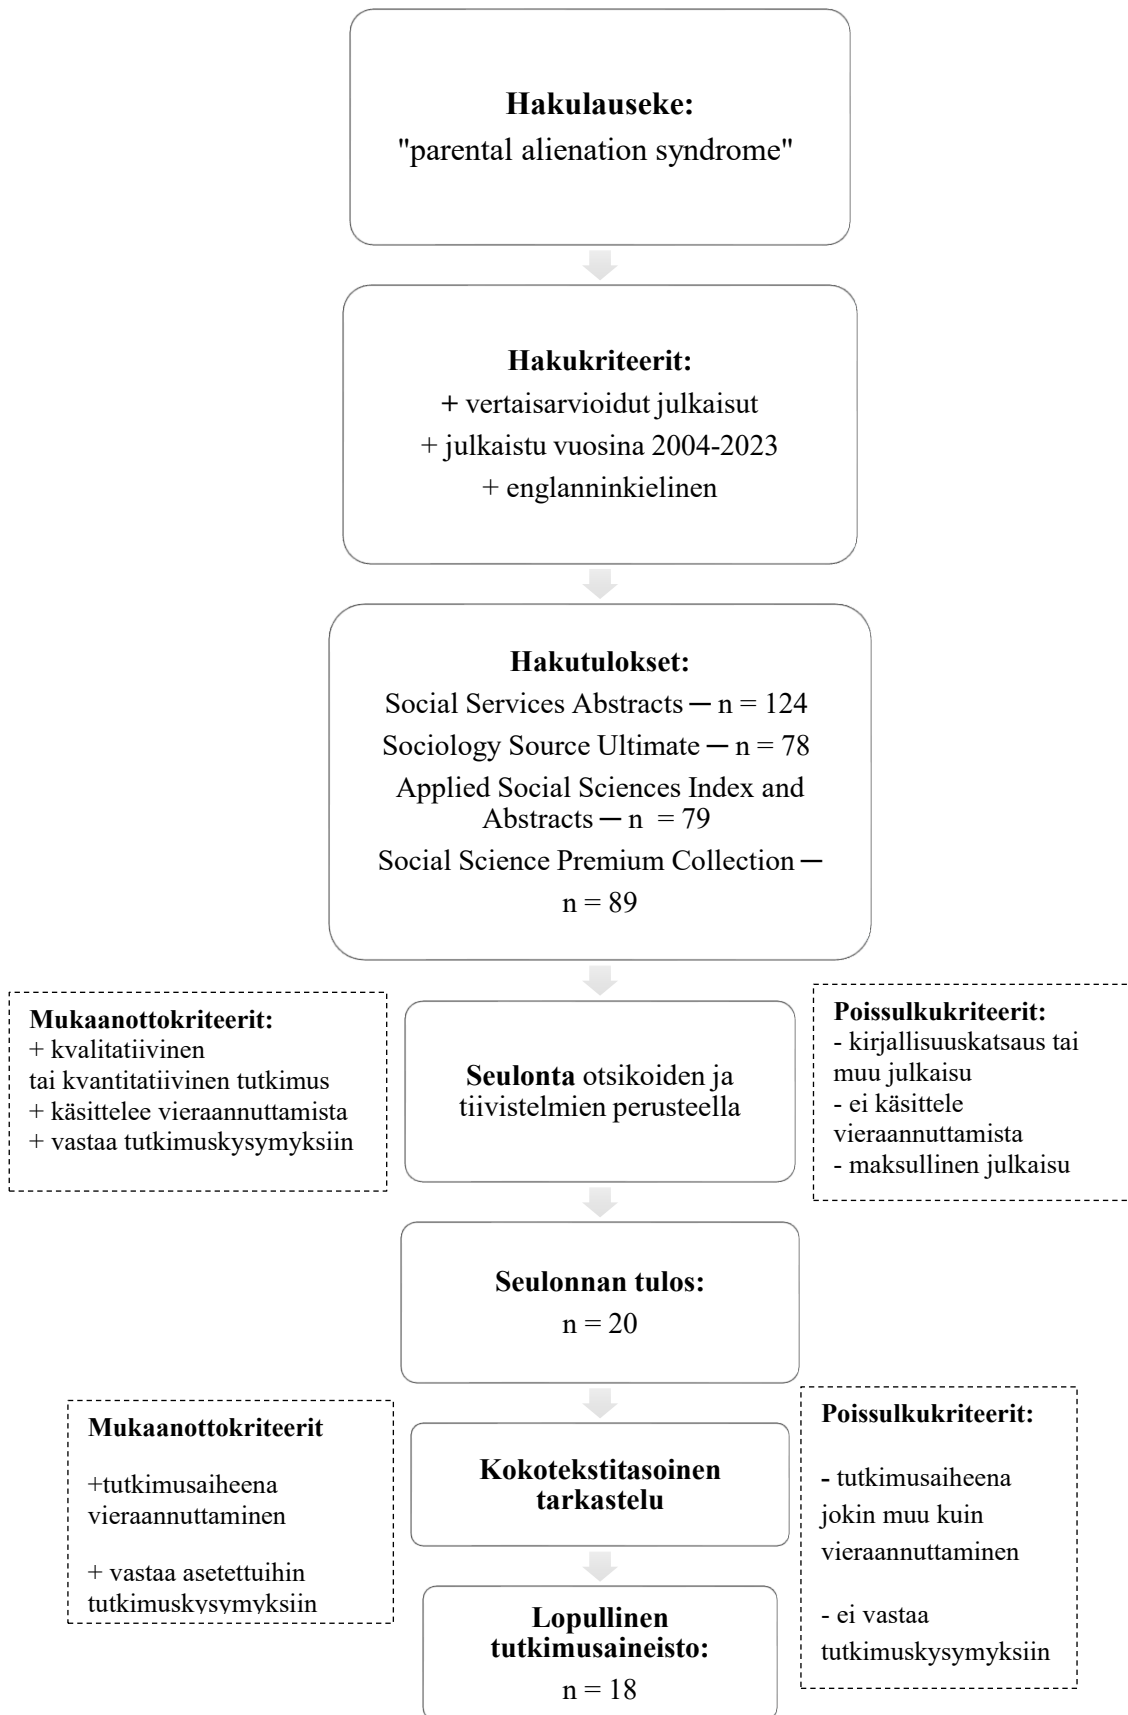 Hakulauseke:
"parental alienation syndrome"
Hakukriteerit:
+ vertaisarvioidut julkaisut
+ julkaistu vuosina 2004-2023
+ englanninkielinen
Hakutulokset:
Social Services Abstracts — n = 124
Sociology Source Ultimate — n = 78
Applied Social Sciences Index and
Abstracts — n = 79
Social Science Premium Collection —
n = 89
Mukaanottokriteerit:
+ kvalitatiivinen
tai kvantitatiivinen tutkimus
+ käsittelee vieraannuttamista
+ vastaa tutkimuskysymyksiin
Seulonta otsikoiden ja
tiivistelmien perusteella
Poissulkukriteerit:
- kirjallisuuskatsaus tai
muu julkaisu
- ei käsittele
vieraannuttamista
- maksullinen julkaisu
Seulonnan tulos:
n = 20
Mukaanottokriteerit
+tutkimusaiheena
vieraannuttaminen
+ vastaa asetettuihin
tutkimuskysymyksiin
Kokotekstitasoinen
tarkastelu
Poissulkukriteerit:
- tutkimusaiheena
jokin muu kuin
vieraannuttaminen
- ei vastaa
tutkimuskysymyksiin
Lopullinen
tutkimusaineisto:
n = 18